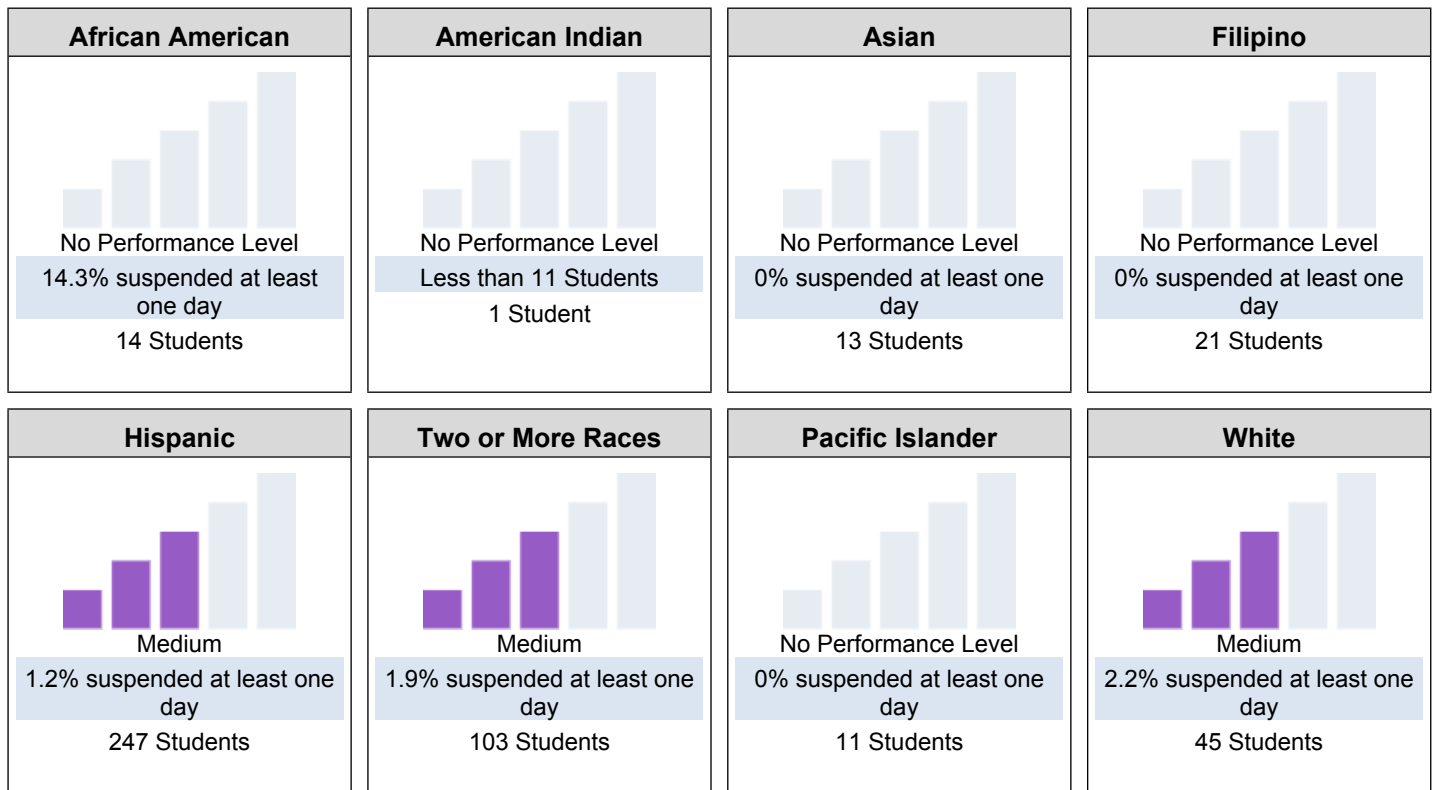 African American
No Performance Level
14.3% suspended at least
one day
14 Students
American Indian
No Performance Level
Less than 11 Students
1 Student
Asian
No Performance Level
0% suspended at least one
day
13 Students
Filipino
No Performance Level
0% suspended at least one
day
21 Students
Hispanic
Medium
1.2% suspended at least one
day
247 Students
Two or More Races
Medium
1.9% suspended at least one
day
103 Students
Pacific Islander
No Performance Level
0% suspended at least one
day
11 Students
White
Medium
2.2% suspended at least one
day
45 Students